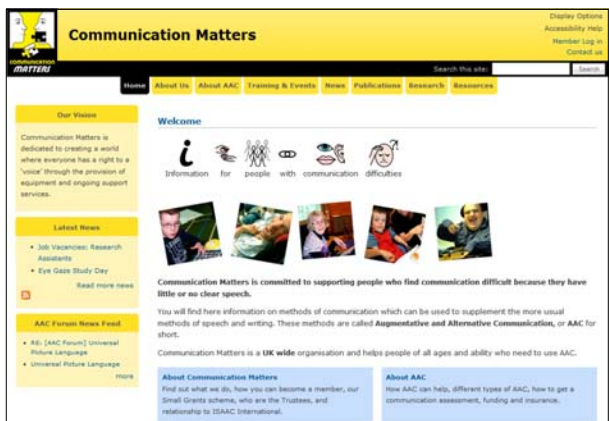 Display Options
Accessibility Help
Member Log in
Contact us
Communication Matters
COMMUNICATION
MATTERS
Search this site:
Search
Home
About Us
About AAC
Training & Events
News
Publications
Research
Resources
Our Vision
Communication Matters is
dedicated to creating a world
where everyone has a right to a
'voice' through the provision of
equipment and ongoing support
services.
Latest News
• Job Vacancies: Research
Assistants
• Eye Gaze Study Day
Read more news
AAC Forum News Feed
• RE: [AAC Forum] Universal
Picture Language
• Universal Picture Language
more
Welcome
i
Information for people with communication difficulties
Communication Matters is committed to supporting people who find communication difficult because they have
little or no clear speech.
You will find here information on methods of communication which can be used to supplement the more usual
methods of speech and writing. These methods are called Augmentative and Alternative Communication, or AAC for
short.
Communication Matters is a UK wide organisation and helps people of all ages and ability who need to use AAC.
About Communication Matters
Find out what we do, how you can become a member, our
Small Grants scheme, who are the Trustees, and
relationship to ISAAC International.
About AAC
How AAC can help, different types of AAC, how to get a
communication assessment, funding and insurance.